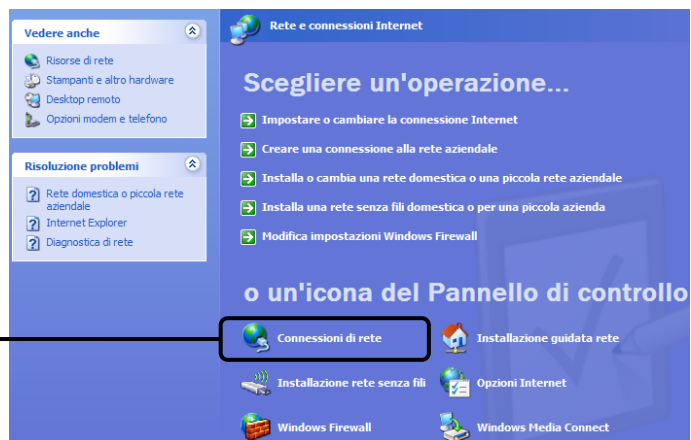 Vedere anche
Risorse di rete
Stampanti e altro hardware
Desktop remoto
Opzioni modem e telefono
Risoluzione problemi
Rete domestica o piccola rete
aziendale
Internet Explorer
Diagnostica di rete
Rete e connessioni Internet
Scegliere un'operazione...
Impostare o cambiare la connessione Internet
Creare una connessione alla rete aziendale
Installa o cambia una rete domestica o una piccola rete aziendale
Installa una rete senza fili domestica o per una piccola azienda
Modifica impostazioni Windows Firewall
o un'icona del Pannello di controllo
Connessioni di rete
Installazione guidata rete
Installazione rete senza fili
Opzioni Internet
Windows Firewall
Windows Media Connect